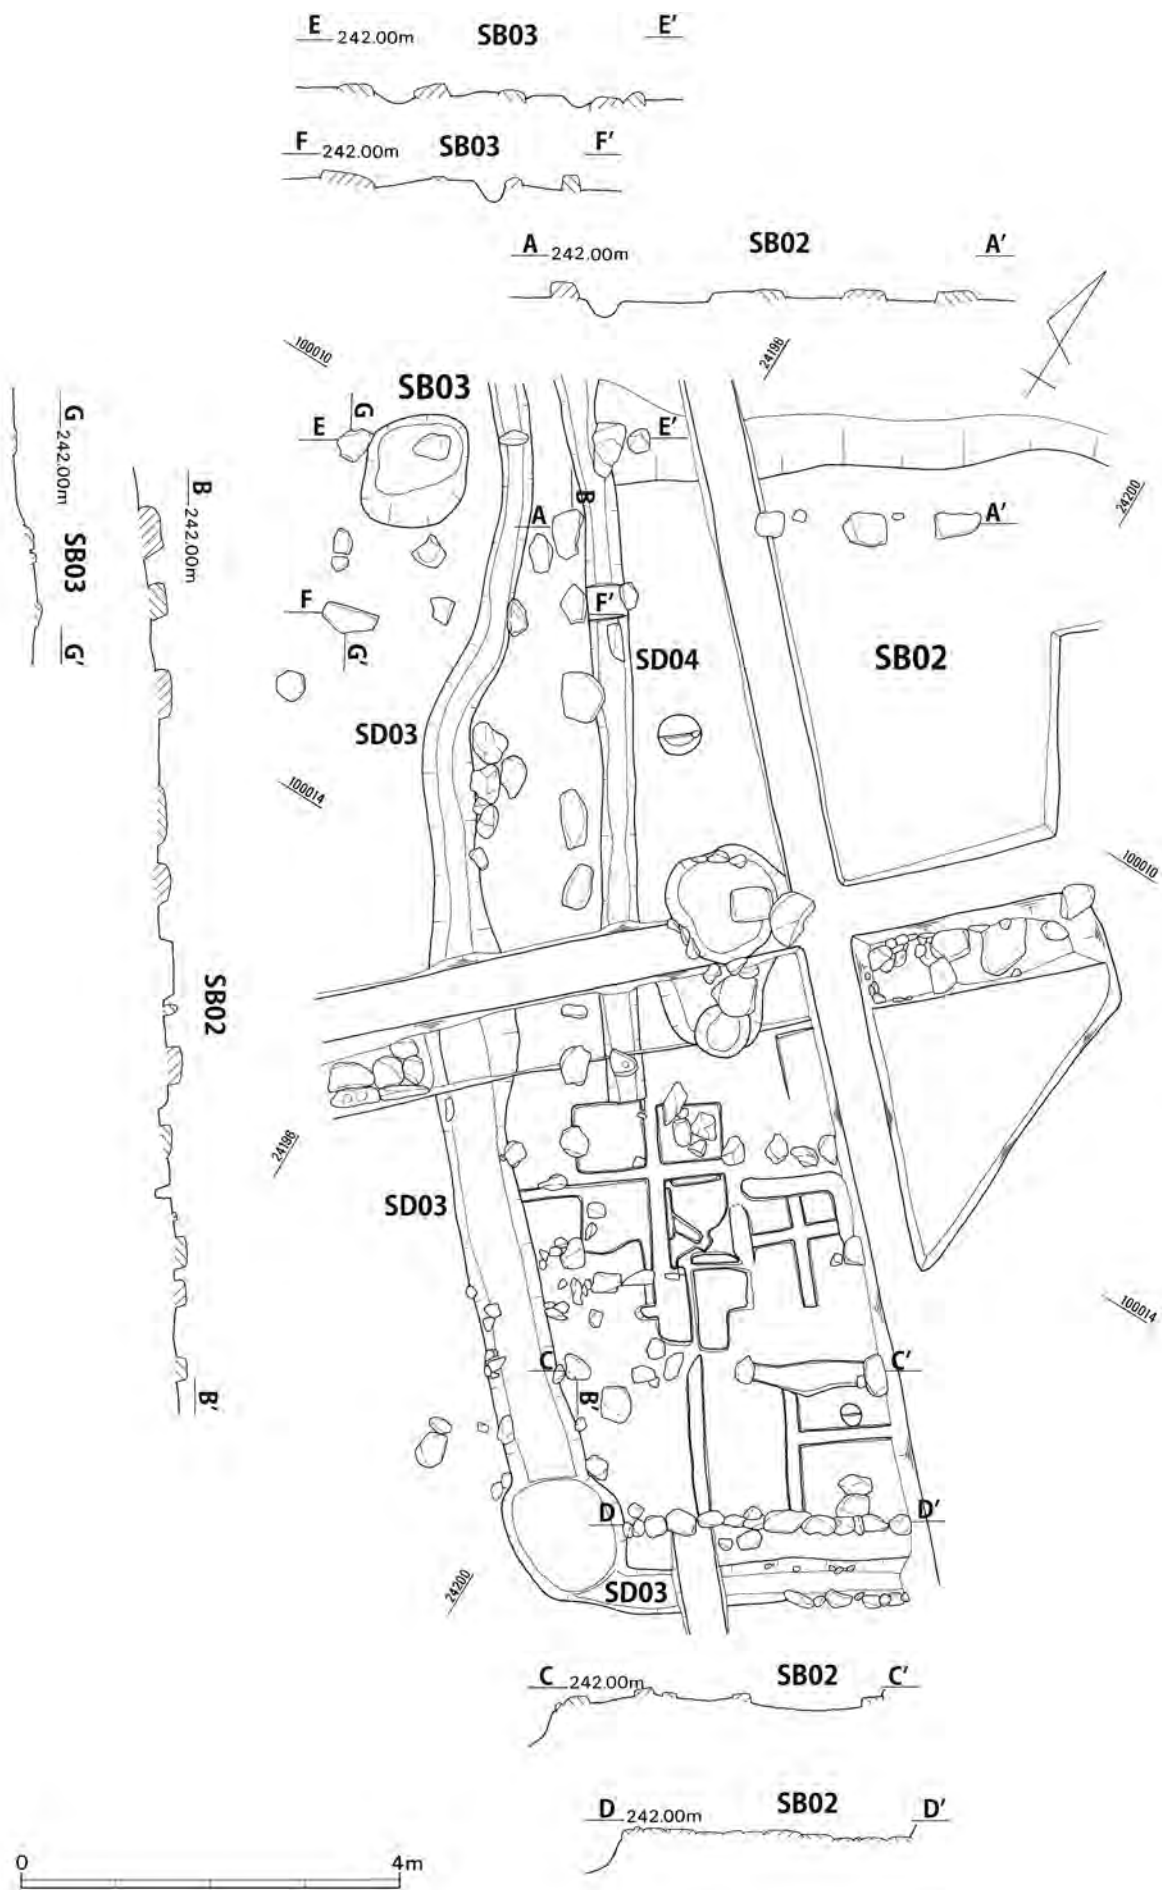 E 242.00m SB03 E'
F 242.00m SB03 F'
A 242.00m SB02 A'
100010
24198
SB03
G
E
E'
G 242.00m SB03 G'
B 242.00m SB02 B'
24200
A
B
A'
F
F'
G'
SD04
SB02
SD03
100014
100010
24198
SD03
100014
C
C'
B'
D
D'
24200
SD03
C 242.00m SB02 C'
D 242.00m SB02 D'
0 4m